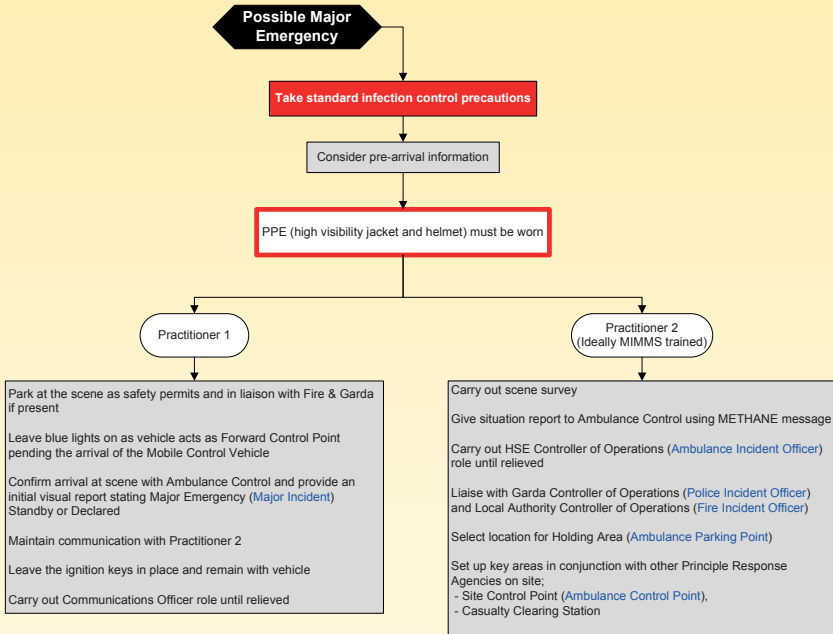 Possible Major
Emergency
Take standard infection control precautions
Consider pre-arrival information
PPE (high visibility jacket and helmet) must be worn
Practitioner 1
Park at the scene as safety permits and in liaison with Fire & Garda
if present
Leave blue lights on as vehicle acts as Forward Control Point
pending the arrival of the Mobile Control Vehicle
Confirm arrival at scene with Ambulance Control and provide an
initial visual report stating Major Emergency (Major Incident)
Standby or Declared
Maintain communication with Practitioner 2
Leave the ignition keys in place and remain with vehicle
Carry out Communications Officer role until relieved
Practitioner 2
(Ideally MIMMS trained)
Carry out scene survey
Give situation report to Ambulance Control using METHANE message
Carry out HSE Controller of Operations (Ambulance Incident Officer)
role until relieved
Liaise with Garda Controller of Operations (Police Incident Officer)
and Local Authority Controller of Operations (Fire Incident Officer)
Select location for Holding Area (Ambulance Parking Point)
Set up key areas in conjunction with other Principle Response
Agencies on site;
- Site Control Point (Ambulance Control Point),
- Casualty Clearing Station